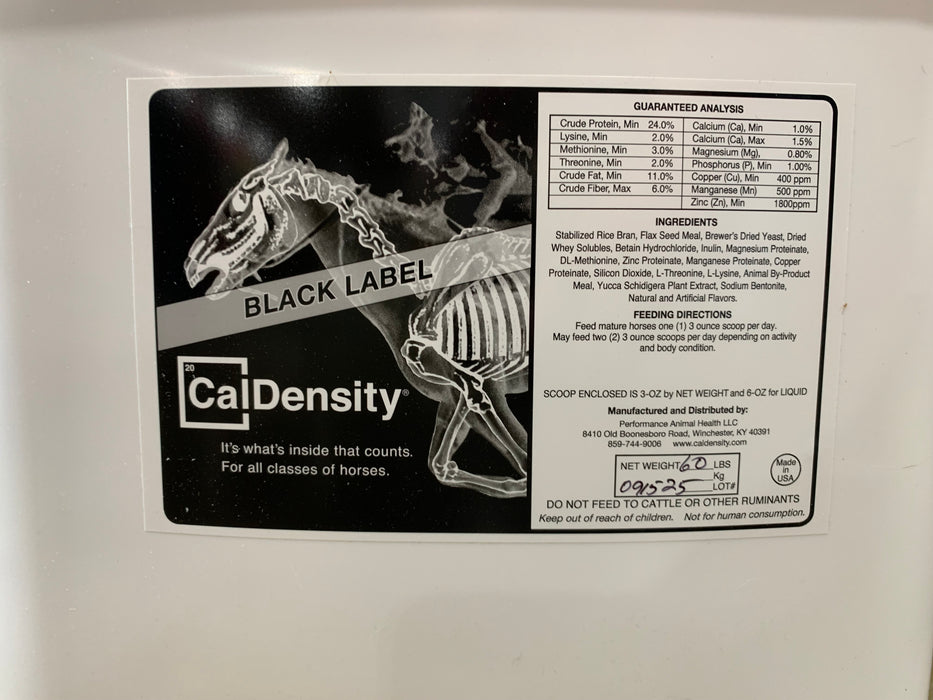 BLACK LABEL
20
CalDensity®
It's what's inside that counts.
For all classes of horses.
GUARANTEED ANALYSIS
Crude Protein, Min 24.0% Calcium (Ca), Min 1.0%
Lysine, Min 2.0% Calcium (Ca), Max 1.5%
Methionine, Min 3.0% Magnesium (Mg), 0.80%
Threonine, Min 2.0% Phosphorus (P), Min 1.00%
Crude Fat, Min 11.0% Copper (Cu), Min 400 ppm
Crude Fiber, Max 6.0% Manganese (Mn) 500 ppm
Zinc (Zn), Min 1800ppm
INGREDIENTS
Stabilized Rice Bran, Flax Seed Meal, Brewer's Dried Yeast, Dried
Whey Solubles, Betain Hydrochloride, Inulin, Magnesium Proteinate,
DL-Methionine, Zinc Proteinate, Manganese Proteinate, Copper
Proteinate, Silicon Dioxide, L-Threonine, L-Lysine, Animal By-Product
Meal, Yucca Schidigera Plant Extract, Sodium Bentonite,
Natural and Artificial Flavors.
FEEDING DIRECTIONS
Feed mature horses one (1) 3 ounce scoop per day.
May feed two (2) 3 ounce scoops per day depending on activity
and body condition.
SCOOP ENCLOSED IS 3-OZ by NET WEIGHT and 6-OZ for LIQUID
Manufactured and Distributed by:
Performance Animal Health LLC
8410 Old Boonesboro Road, Winchester, KY 40391
859-744-9006 www.caldensity.com
NET WEIGHT 60 LBS
Kg
091525 LOT#
Made
in
USA
DO NOT FEED TO CATTLE OR OTHER RUMINANTS
Keep out of reach of children. Not for human consumption.